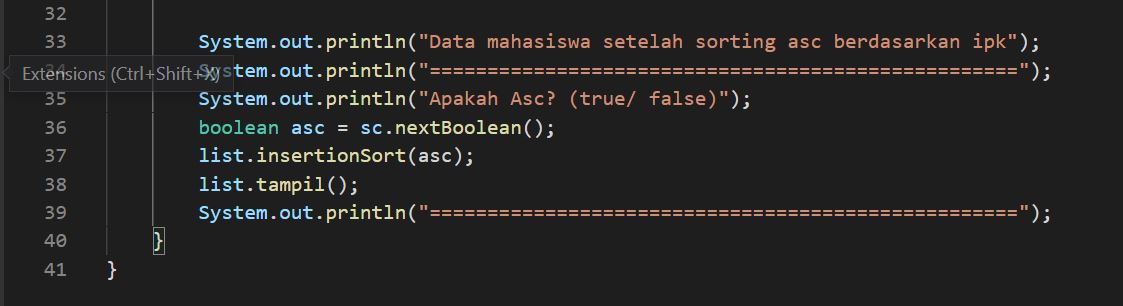 32
33 System.out.println("Data mahasiswa setelah sorting asc berdasarkan ipk");
34 System.out.println("===================================================");
Extensions (Ctrl+Shift+X)
35 System.out.println("Apakah Asc? (true/ false)");
36 boolean asc = sc.nextBoolean();
37 list.insertionSort(asc);
38 list.tampil();
39 System.out.println("===================================================");
40 }
41 }